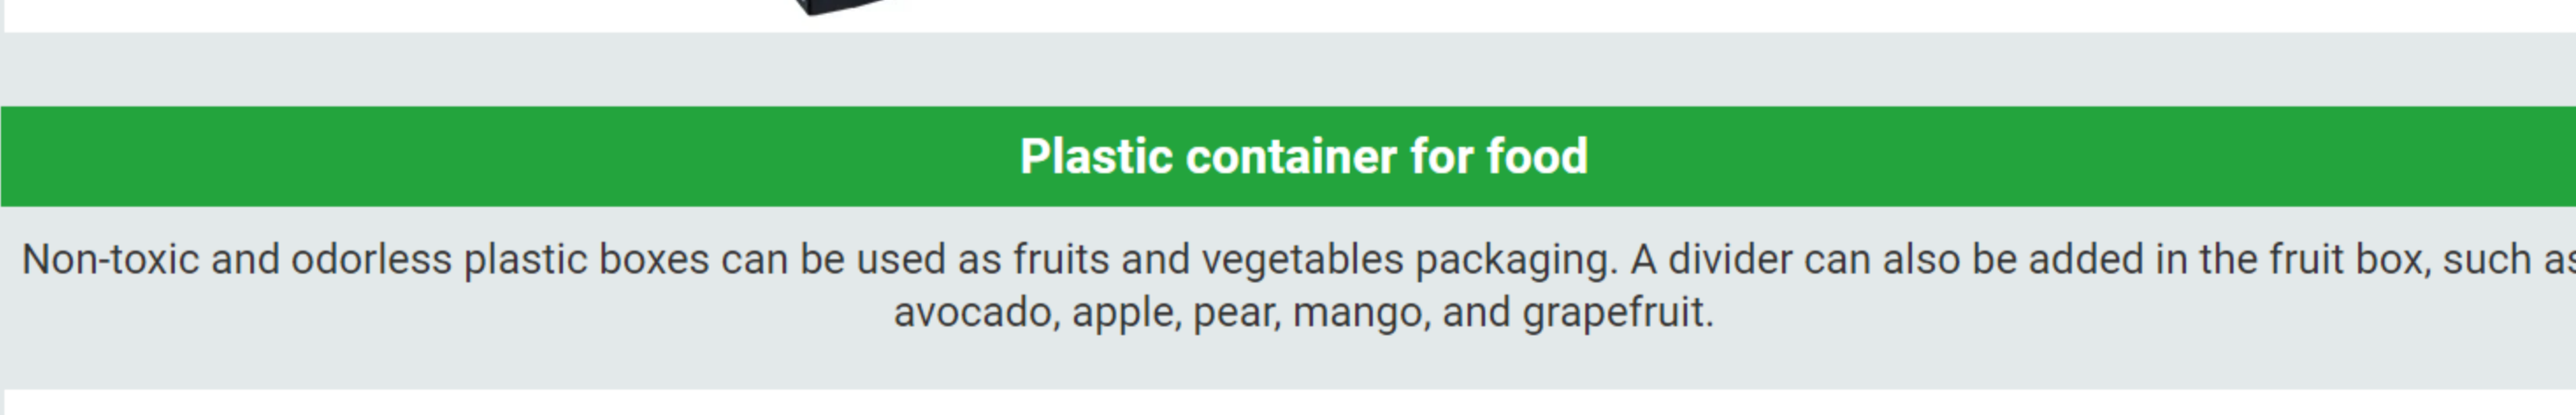 Plastic container for food
Non-toxic and odorless plastic boxes can be used as fruits and vegetables packaging. A divider can also be added in the fruit box, such as
avocado, apple, pear, mango, and grapefruit.